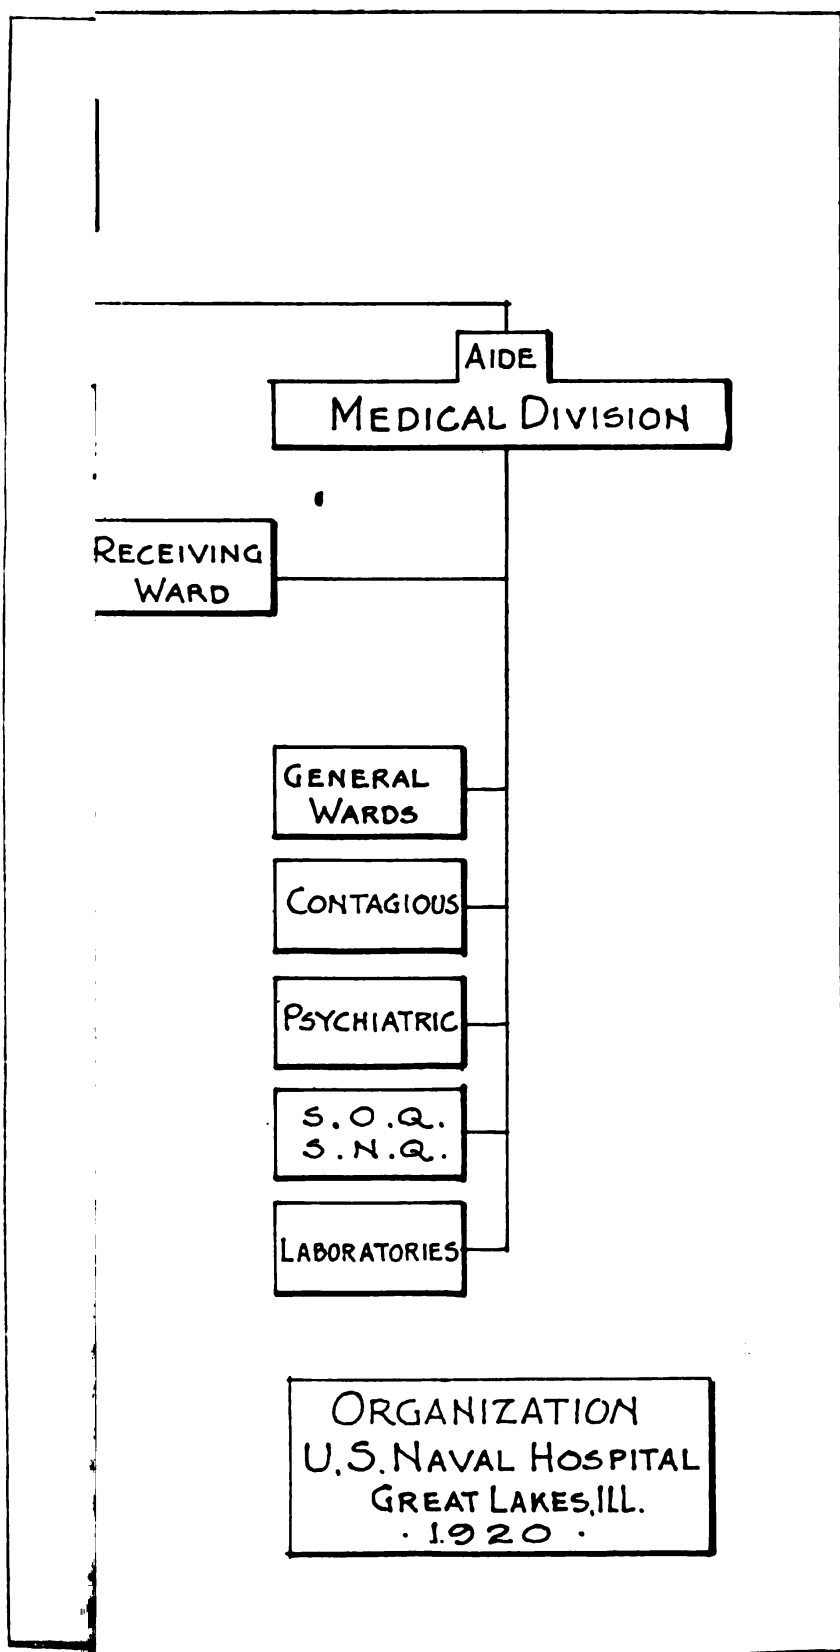 AIDE
MEDICAL DIVISION
RECEIVING
WARD
GENERAL
WARDS
CONTAGIOUS
PSYCHIATRIC
S.O.Q.
S.N.Q.
LABORATORIES
ORGANIZATION
U.S. NAVAL HOSPITAL
GREAT LAKES, ILL.
· 1920 ·